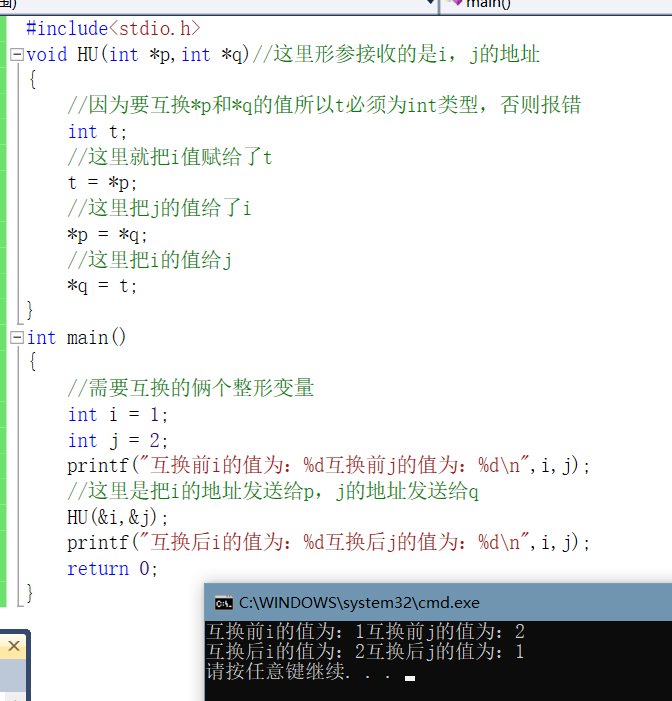 围)
main()
#include<stdio.h>
void HU(int *p,int *q)//这里形参接收的是i，j的地址
{
//因为要互换*p和*q的值所以t必须为int类型，否则报错
int t;
//这里就把i值赋给了t
t = *p;
//这里把j的值给了i
*p = *q;
//这里把i的值给j
*q = t;
}
int main()
{
//需要互换的俩个整形变量
int i = 1;
int j = 2;
printf("互换前i的值为：%d互换前j的值为：%d\n",i,j);
//这里是把i的地址发送给p，j的地址发送给q
HU(&i,&j);
printf("互换后i的值为：%d互换后j的值为：%d\n",i,j);
return 0;
}
C:\WINDOWS\system32\cmd.exe
互换前i的值为：1互换前j的值为：2
互换后i的值为：2互换后j的值为：1
请按任意键继续. . .